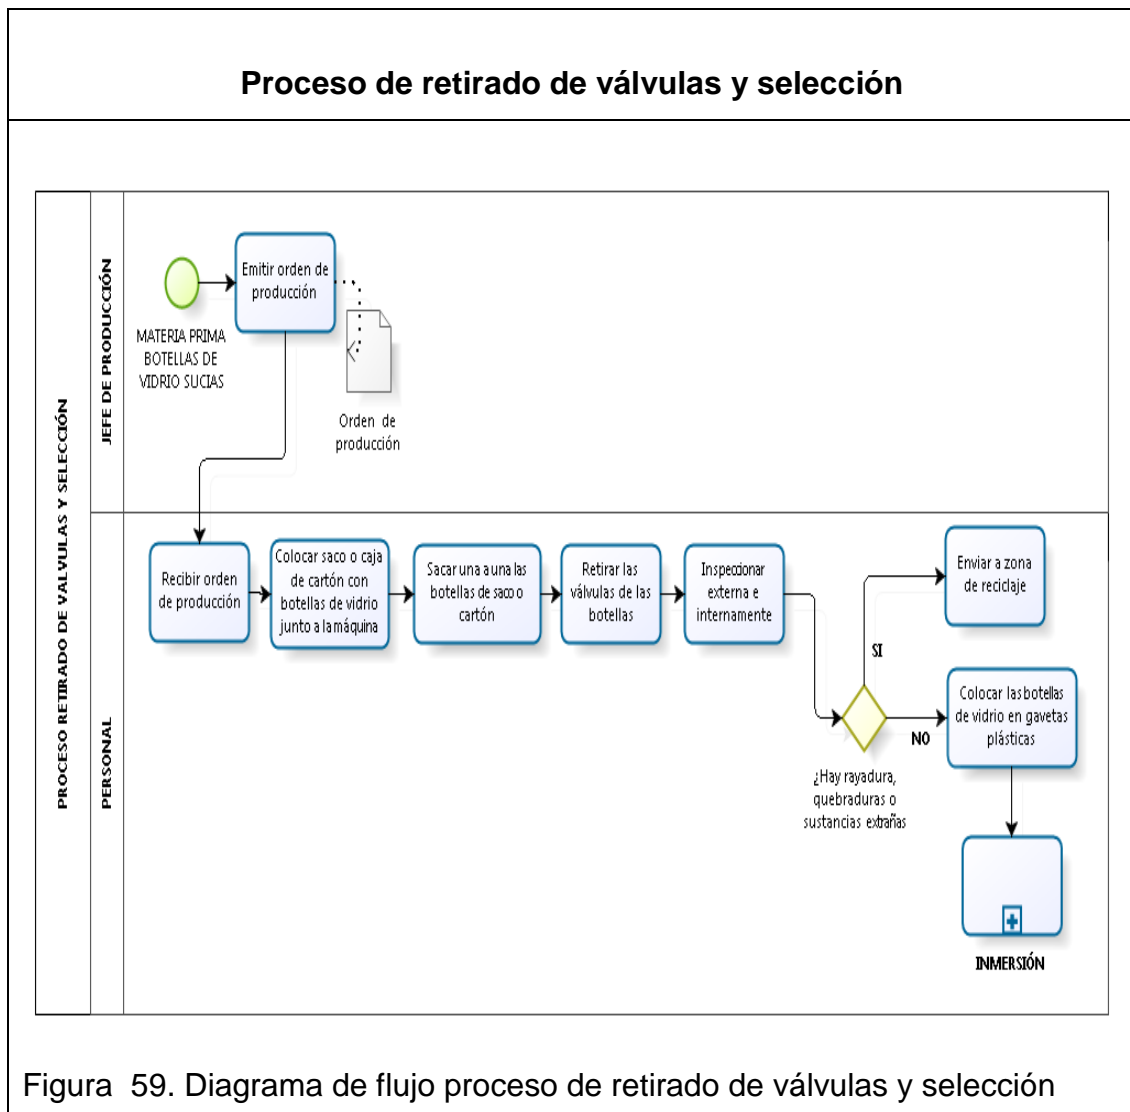 Proceso de retirado de válvulas y selección
PROCESO RETIRADO DE VALVULAS Y SELECCIÓN
JEFE DE PRODUCCIÓN
MATERIA PRIMA
BOTELLAS DE
VIDRIO SUCIAS
Emitir orden de
producción
Orden de
producción
PERSONAL
Recibir orden
de producción
Colocar saco o caja
de cartón con
botellas de vidrio
junto a la máquina
Sacar una a una las
botellas de saco o
cartón
Retirar las
válvulas de las
botellas
Inspeccionar
externa e
internamente
¿Hay rayadura,
quebraduras o
sustancias extrañas
SI
Enviar a zona
de reciclaje
NO
Colocar las botellas
de vidrio en gavetas
plásticas
INMERSIÓN
Figura 59. Diagrama de flujo proceso de retirado de válvulas y selección